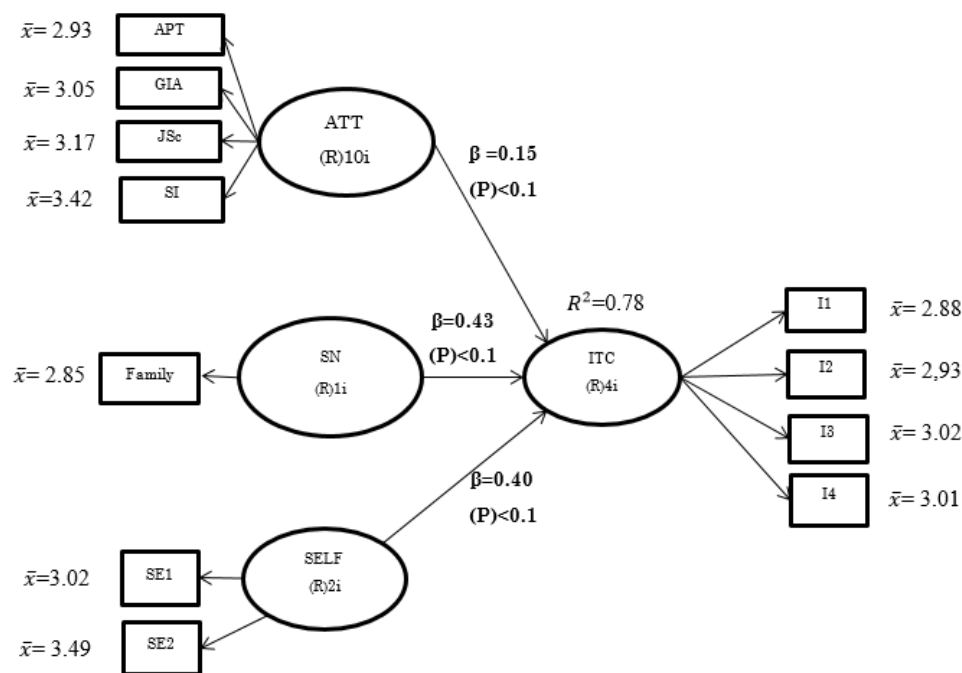 x̄= 2.93
APT
x̄= 3.05
GIA
x̄= 3.17
JSc
x̄=3.42
SI
ATT
(R)10i
β =0.15
(P)<0.1
x̄= 2.85
Family
SN
(R)1i
β=0.43
(P)<0.1
R²=0.78
ITC
(R)4i
I1
x̄= 2.88
I2
x̄= 2,93
I3
x̄= 3.02
I4
x̄= 3.01
β=0.40
(P)<0.1
SELF
(R)2i
x̄=3.02
SE1
x̄= 3.49
SE2